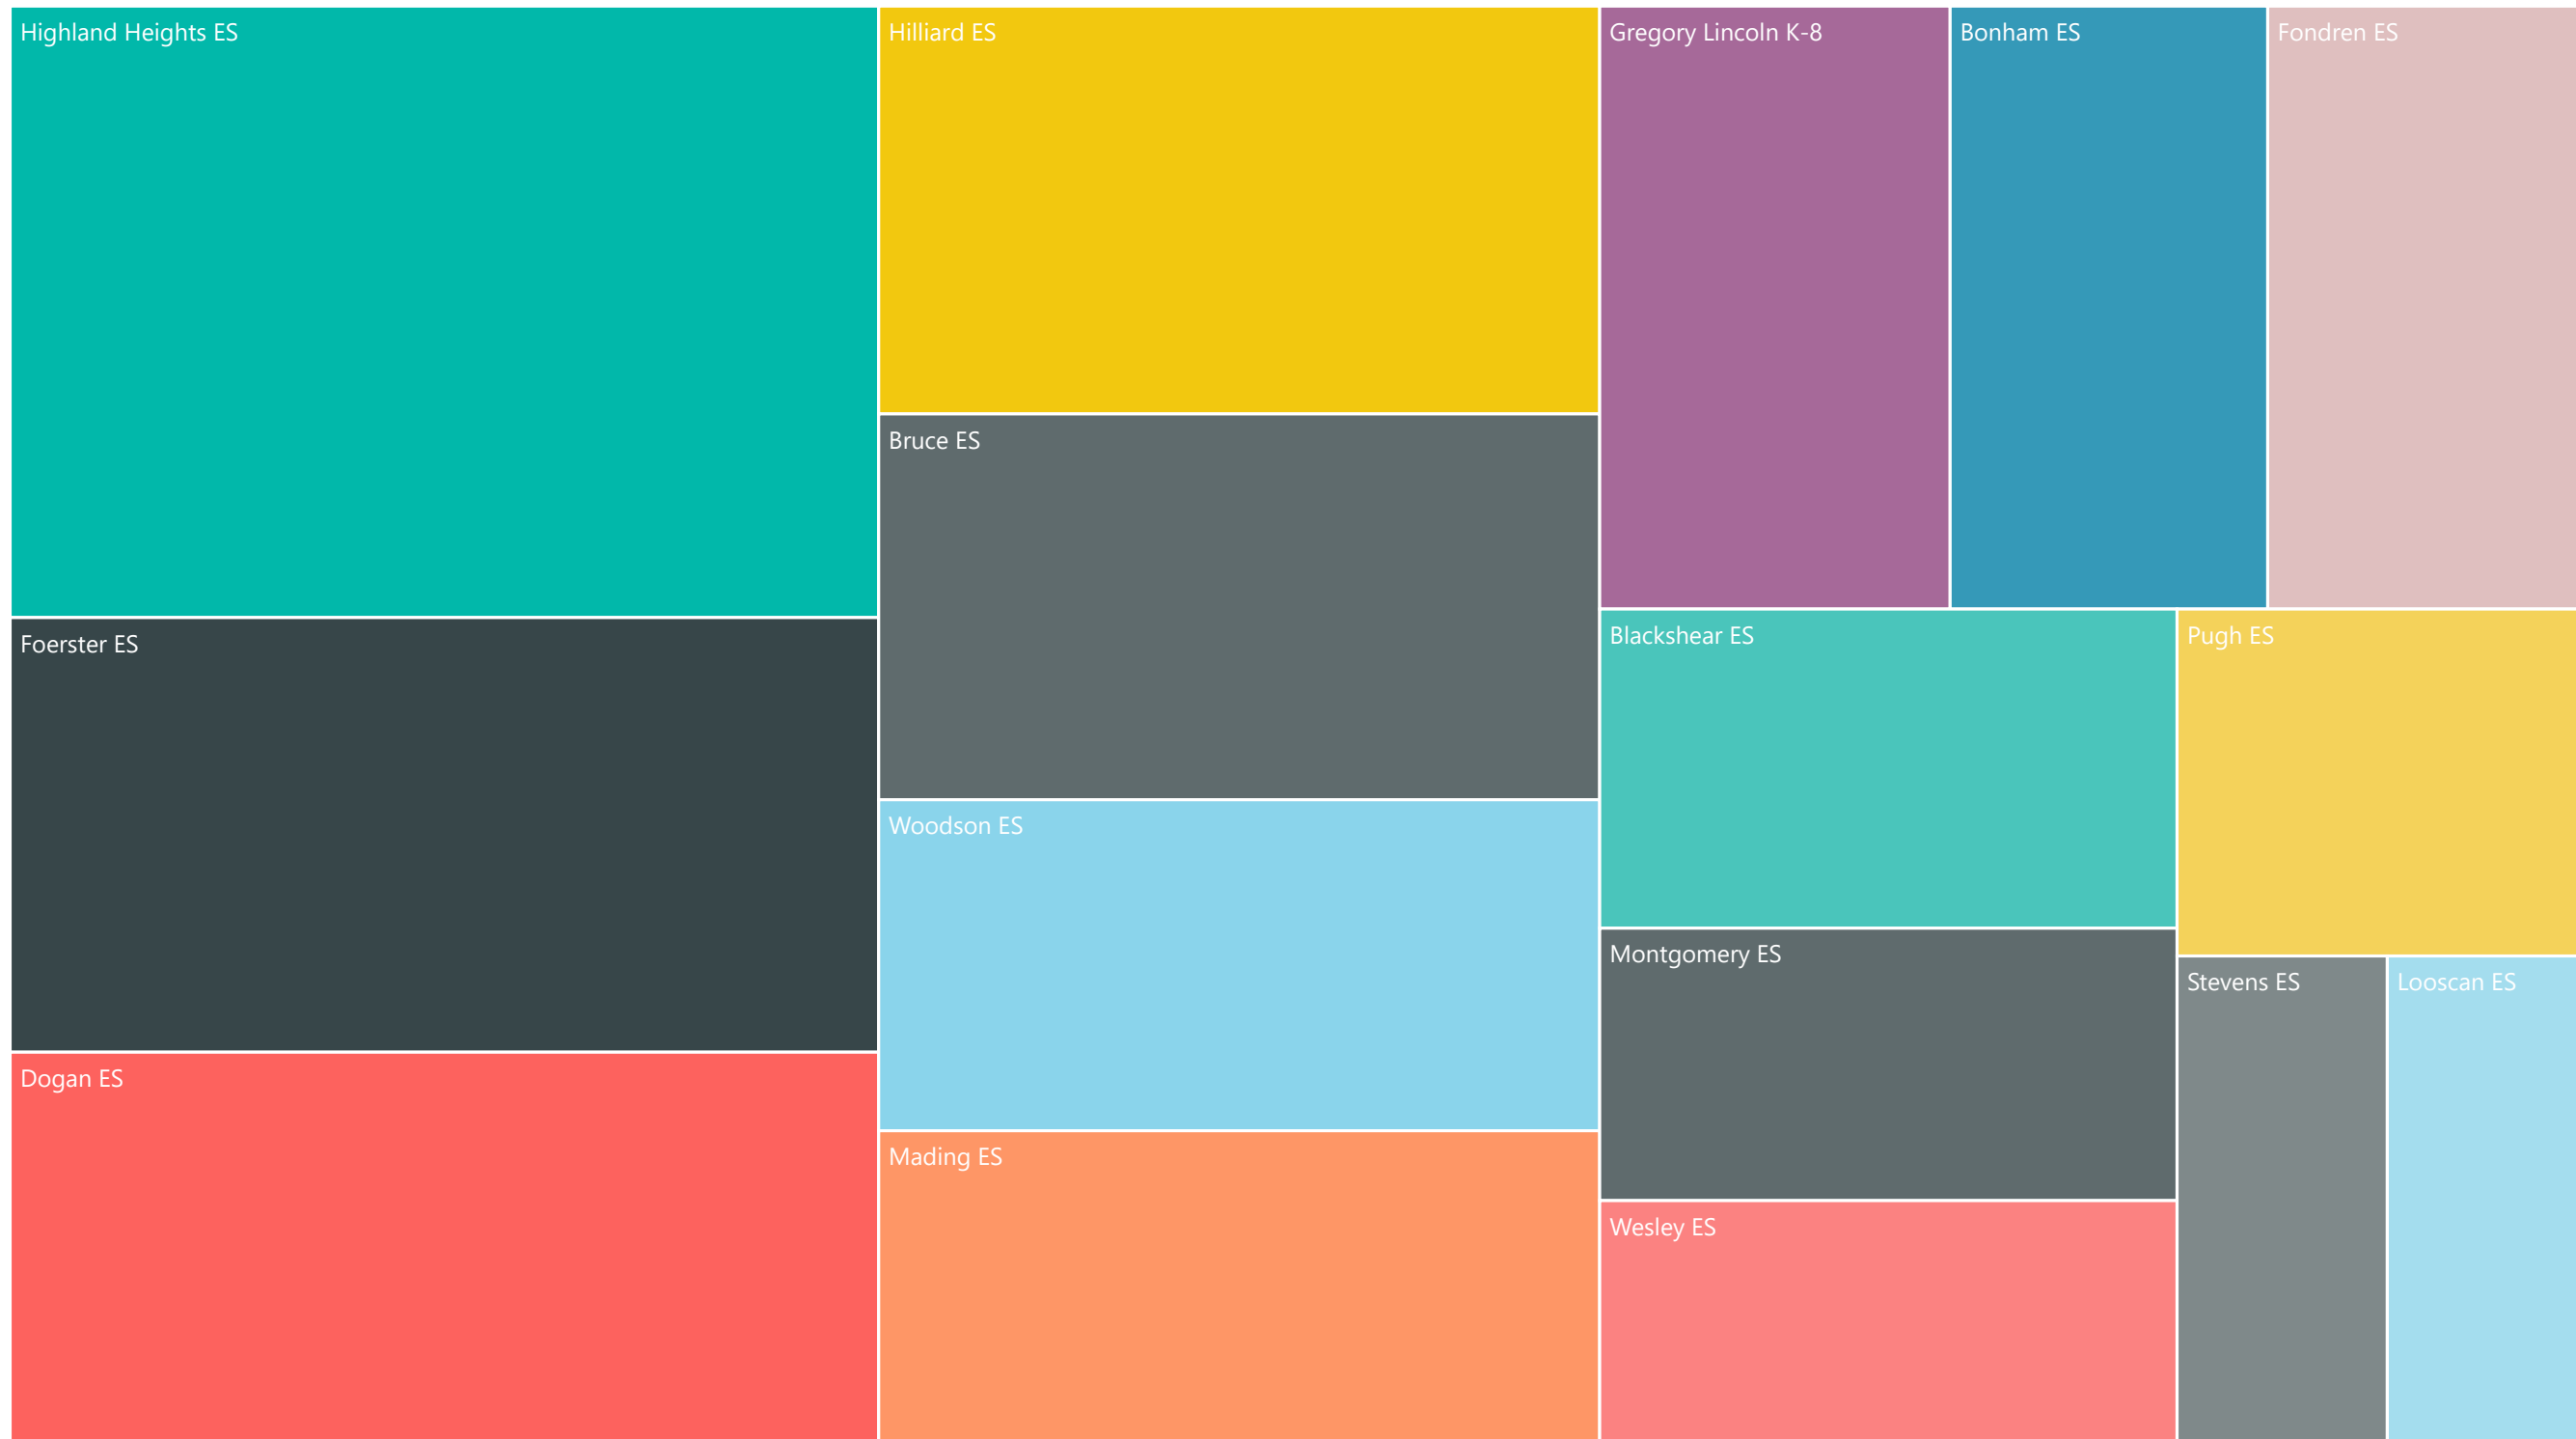 Highland Heights ES
Foerster ES
Dogan ES
Hilliard ES
Bruce ES
Woodson ES
Mading ES
Gregory Lincoln K-8
Bonham ES
Fondren ES
Blackshear ES
Montgomery ES
Wesley ES
Pugh ES
Stevens ES
Looscan ES